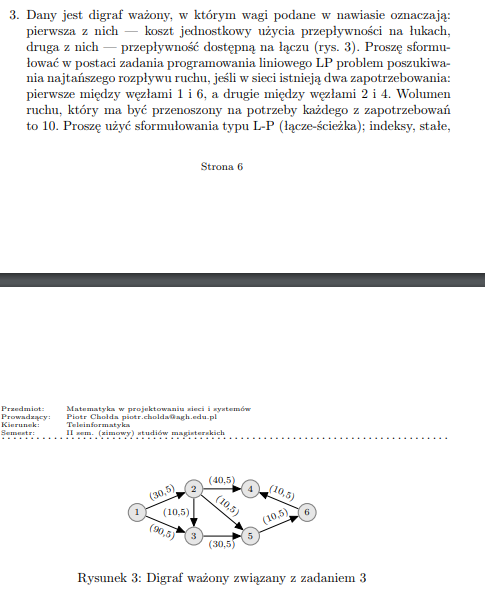 3. Dany jest digraf ważony, w którym wagi podane w nawiasie oznaczają:
pierwsza z nich — koszt jednostkowy użycia przepływności na łukach,
druga z nich — przepływność dostępną na łączu (rys. 3). Proszę sformu-
łować w postaci zadania programowania liniowego LP problem poszukiwa-
nia najtańszego rozpływu ruchu, jeśli w sieci istnieją dwa zapotrzebowania:
pierwsze między węzłami 1 i 6, a drugie między węzłami 2 i 4. Wolumen
ruchu, który ma być przenoszony na potrzeby każdego z zapotrzebowań
to 10. Proszę użyć sformułowania typu L-P (łącze-ścieżka); indeksy, stałe,
Strona 6
Przedmiot: Matematyka w projektowaniu sieci i systemów
Prowadzący: Piotr Chołda piotr.cholda@agh.edu.pl
Kierunek: Teleinformatyka
Semestr: II sem. (zimowy) studiów magisterskich
(40,5)
(30,5) 2 4 (10,5)
(10,5)
1 (10,5) 6
(90,5) (10,5)
3 5
(30,5)
Rysunek 3: Digraf ważony związany z zadaniem 3